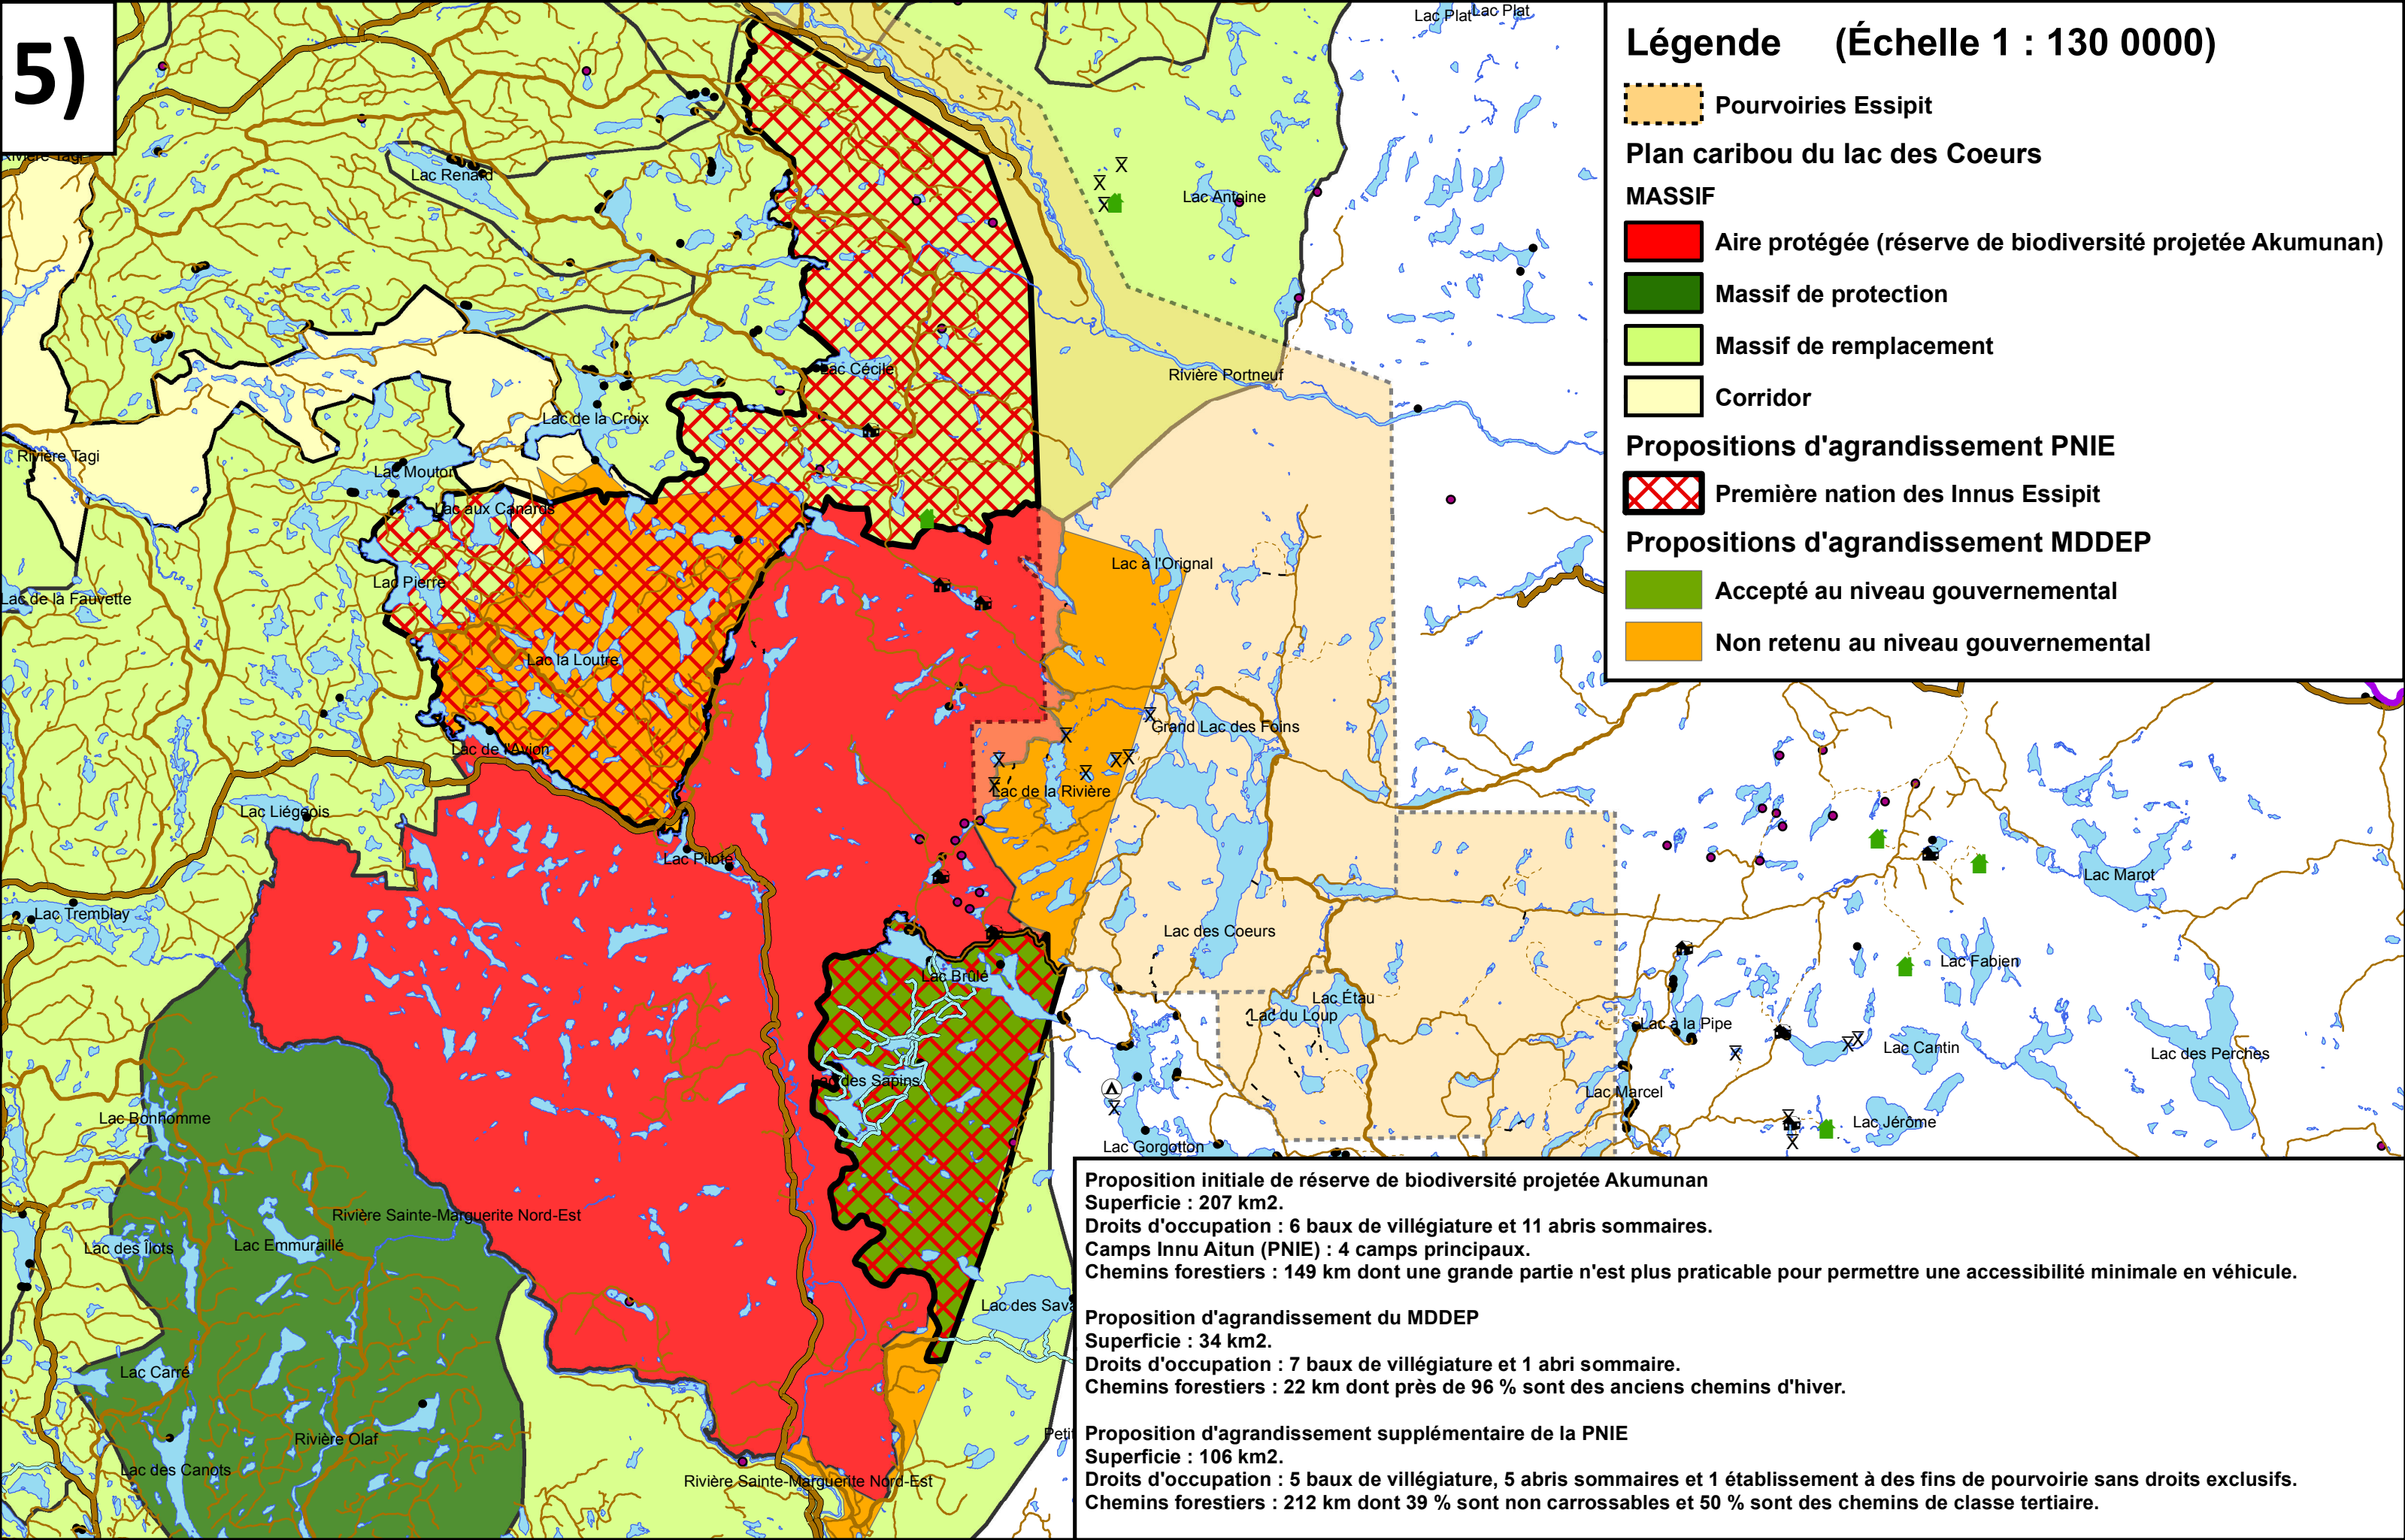 5)
Légende (Échelle 1 : 130 0000)
Pourvoiries Essipit
Plan caribou du lac des Coeurs
MASSIF
Aire protégée (réserve de biodiversité projetée Akumunan)
Massif de protection
Massif de remplacement
Corridor
Propositions d'agrandissement PNIE
Première nation des Innus Essipit
Propositions d'agrandissement MDDEP
Accepté au niveau gouvernemental
Non retenu au niveau gouvernemental
Lac Plat
Lac Plat
Rivière Tagi
Lac Renard
Lac Antoine
Lac Cécile
Rivière Portneuf
Lac de la Croix
Rivière Tagi
Lac Mouton
Lac aux Canards
Lac à l'Orignal
Lac Pierre
Lac de la Fauvette
Lac la Loutre
Grand Lac des Foins
Lac de l'Avion
Lac de la Rivière
Lac Liégeois
Lac Pilote
Lac Marot
Lac Tremblay
Lac des Coeurs
Lac Fabien
Lac Brûlé
Lac Étau
Lac du Loup
Lac à la Pipe
Lac Cantin
Lac des Perches
Lac des Sapins
Lac Marcel
Lac Bonhomme
Lac Jérôme
Lac Gorgotton
Rivière Sainte-Marguerite Nord-Est
Lac des Îlots
Lac Emmuraillé
Lac des Sava
Lac Carré
Rivière Olaf
Petit
Lac des Canots
Rivière Sainte-Marguerite Nord-Est
Proposition initiale de réserve de biodiversité projetée Akumunan
Superficie : 207 km2.
Droits d'occupation : 6 baux de villégiature et 11 abris sommaires.
Camps Innu Aitun (PNIE) : 4 camps principaux.
Chemins forestiers : 149 km dont une grande partie n'est plus praticable pour permettre une accessibilité minimale en véhicule.
Proposition d'agrandissement du MDDEP
Superficie : 34 km2.
Droits d'occupation : 7 baux de villégiature et 1 abri sommaire.
Chemins forestiers : 22 km dont près de 96 % sont des anciens chemins d'hiver.
Proposition d'agrandissement supplémentaire de la PNIE
Superficie : 106 km2.
Droits d'occupation : 5 baux de villégiature, 5 abris sommaires et 1 établissement à des fins de pourvoirie sans droits exclusifs.
Chemins forestiers : 212 km dont 39 % sont non carrossables et 50 % sont des chemins de classe tertiaire.